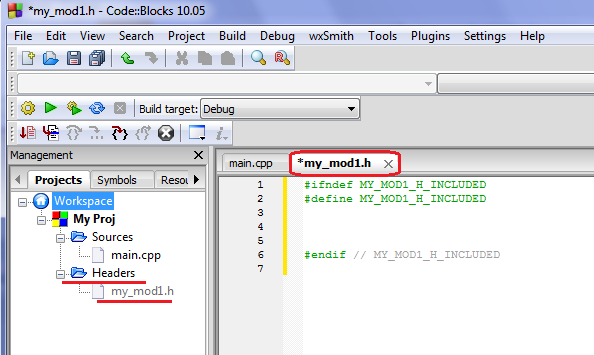 *my_mod1.h - Code::Blocks 10.05
File Edit View Search Project Build Debug wxSmith Tools Plugins Settings Help
Build target: Debug
Management
Projects Symbols Resou
main.cpp *my_mod1.h
Workspace
My Proj
Sources
main.cpp
Headers
my_mod1.h
1 #ifndef MY_MOD1_H_INCLUDED
2 #define MY_MOD1_H_INCLUDED
3
4
5
6 #endif // MY_MOD1_H_INCLUDED
7